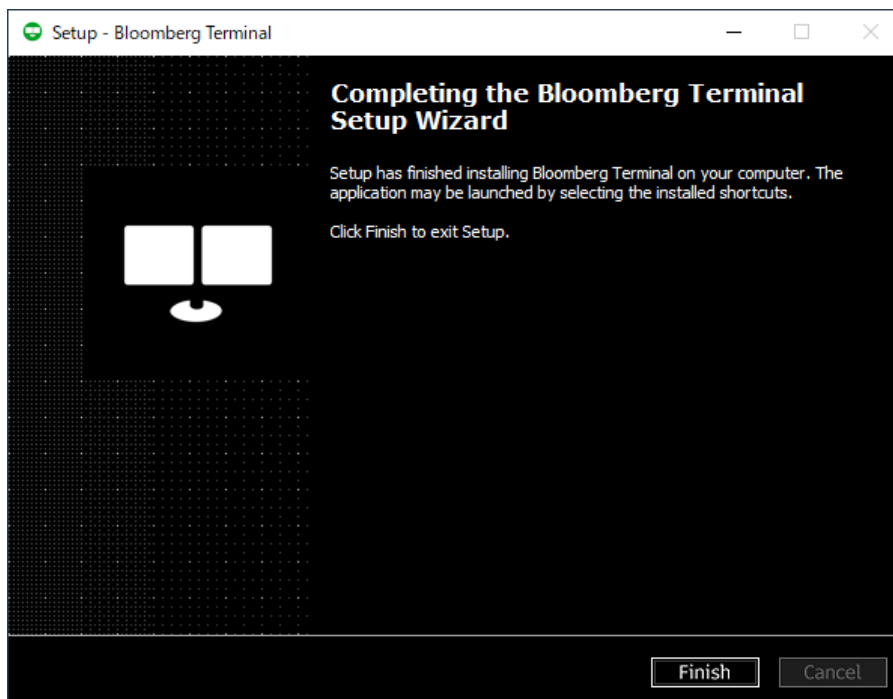 Setup - Bloomberg Terminal
Completing the Bloomberg Terminal
Setup Wizard
Setup has finished installing Bloomberg Terminal on your computer. The
application may be launched by selecting the installed shortcuts.
Click Finish to exit Setup.
Finish
Cancel